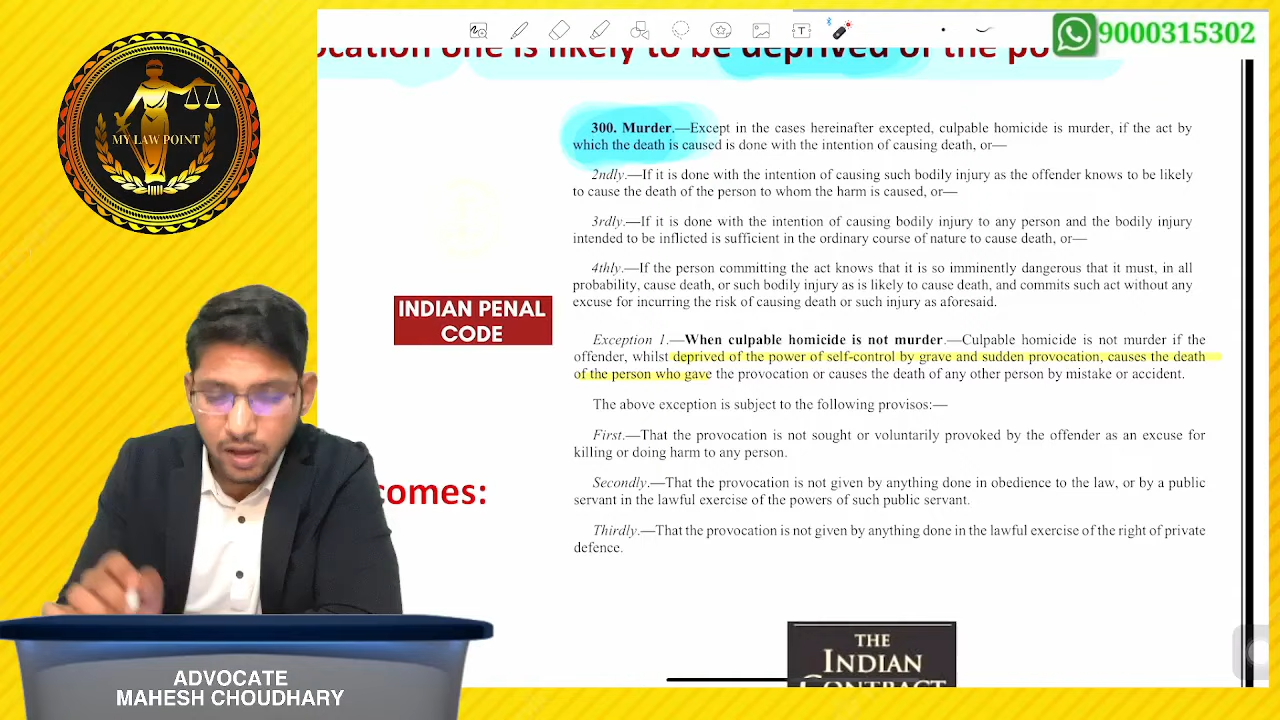 9000315302
ocation one is likely to be deprived of the po
MY LAW POINT
300. Murder.—Except in the cases hereinafter excepted, culpable homicide is murder, if the act by
which the death is caused is done with the intention of causing death, or—
2ndly.—If it is done with the intention of causing such bodily injury as the offender knows to be likely
to cause the death of the person to whom the harm is caused, or—
3rdly.—If it is done with the intention of causing bodily injury to any person and the bodily injury
intended to be inflicted is sufficient in the ordinary course of nature to cause death, or—
4thly.—If the person committing the act knows that it is so imminently dangerous that it must, in all
probability, cause death, or such bodily injury as is likely to cause death, and commits such act without any
excuse for incurring the risk of causing death or such injury as aforesaid.
INDIAN PENAL
CODE
Exception 1.—When culpable homicide is not murder.—Culpable homicide is not murder if the
offender, whilst deprived of the power of self-control by grave and sudden provocation, causes the death
of the person who gave the provocation or causes the death of any other person by mistake or accident.
The above exception is subject to the following provisos:—
First.—That the provocation is not sought or voluntarily provoked by the offender as an excuse for
killing or doing harm to any person.
Secondly.—That the provocation is not given by anything done in obedience to the law, or by a public
servant in the lawful exercise of the powers of such public servant.
comes:
Thirdly.—That the provocation is not given by anything done in the lawful exercise of the right of private
defence.
THE
INDIAN
CONTRACT
ADVOCATE
MAHESH CHOUDHARY